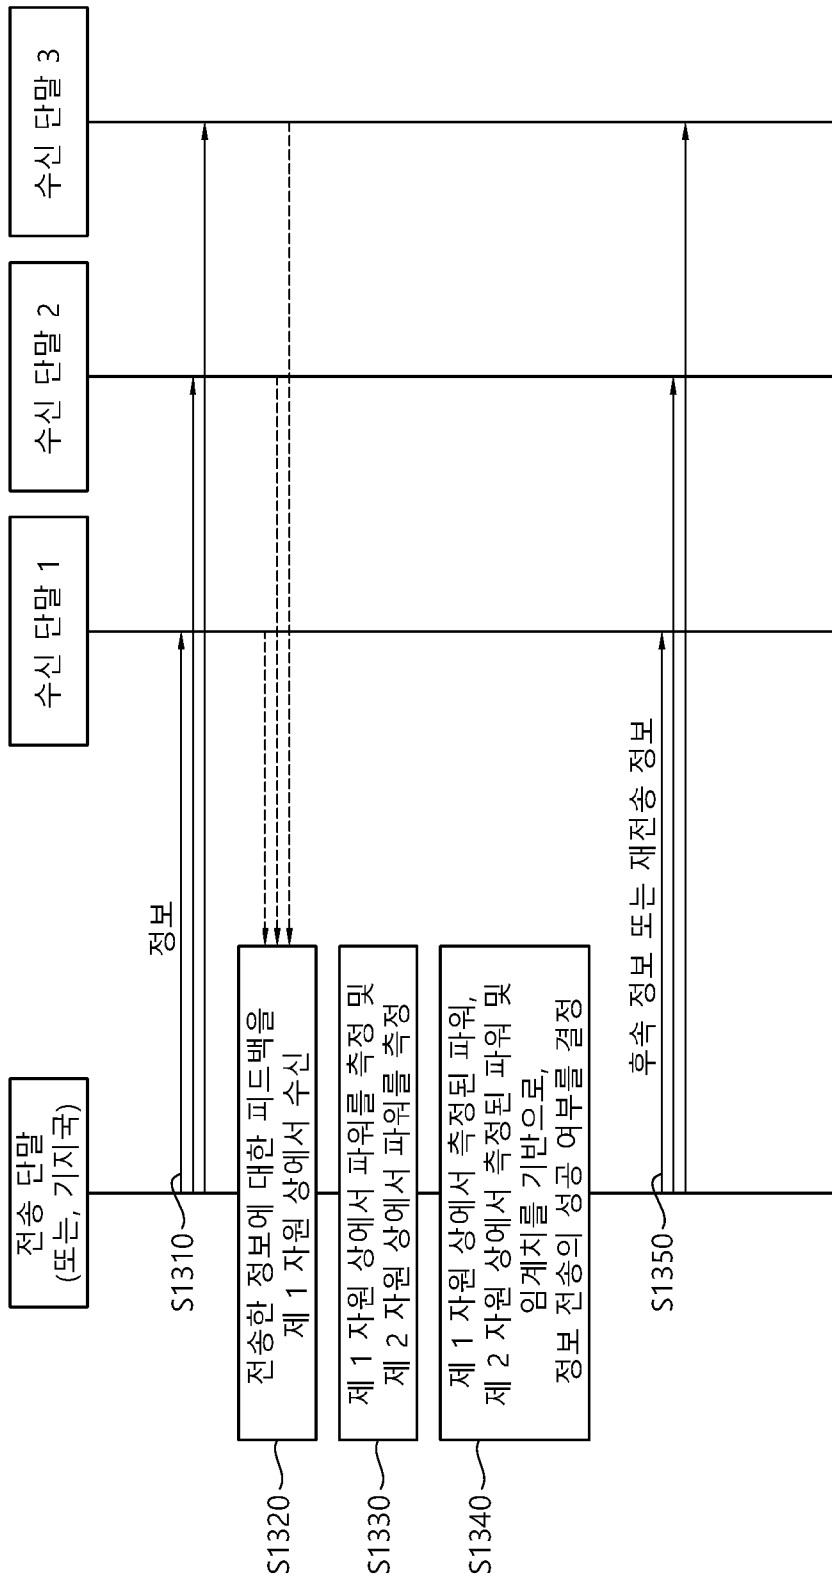 전송 단말
(또는, 기지국)
수신 단말 1
수신 단말 2
수신 단말 3
S1310
정보
S1320
전송한 정보에 대한 피드백을
제 1 자원 상에서 수신
S1330
제 1 자원 상에서 파워를 측정 및
제 2 자원 상에서 파워를 측정
S1340
제 1 자원 상에서 측정된 파워,
제 2 자원 상에서 측정된 파워 및
임계치를 기반으로,
정보 전송의 성공 여부를 결정
S1350
후속 정보 또는 재전송 정보